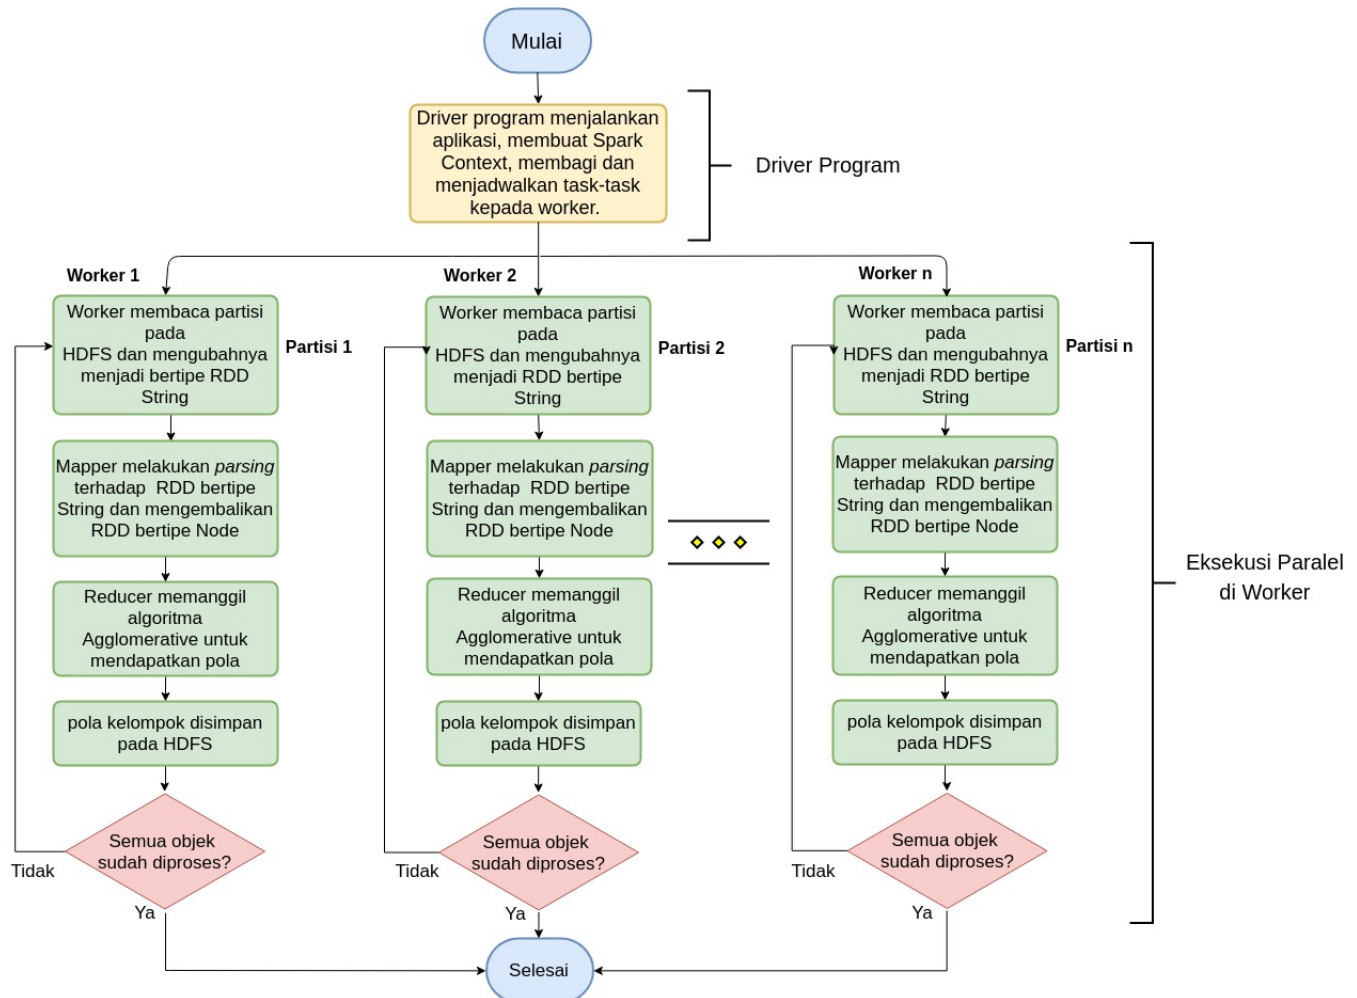 Mulai
Driver program menjalankan
aplikasi, membuat Spark
Context, membagi dan
menjadwalkan task-task
kepada worker.
Driver Program
Worker 1
Worker membaca partisi
pada
HDFS dan mengubahnya
menjadi bertipe RDD
String
Partisi 1
Mapper melakukan parsing
terhadap RDD bertipe
String dan mengembalikan
RDD bertipe Node
Reducer memanggil
algoritma
Agglomerative untuk
mendapatkan pola
pola kelompok disimpan
pada HDFS
Semua objek
sudah diproses?
Tidak
Ya
Worker 2
Worker membaca partisi
pada
HDFS dan mengubahnya
menjadi RDD bertipe
String
Partisi 2
Mapper melakukan parsing
terhadap RDD bertipe
String dan mengembalikan
RDD bertipe Node
Reducer memanggil
algoritma
Agglomerative untuk
mendapatkan pola
pola kelompok disimpan
pada HDFS
Semua objek
sudah diproses?
Tidak
Ya
Worker n
Worker membaca partisi
pada
HDFS dan mengubahnya
menjadi RDD bertipe
String
Partisi n
Mapper melakukan parsing
terhadap RDD bertipe
String dan mengembalikan
RDD bertipe Node
Reducer memanggil
algoritma
Agglomerative untuk
mendapatkan pola
pola kelompok disimpan
pada HDFS
Semua objek
sudah diproses?
Tidak
Ya
Eksekusi Paralel
di Worker
Selesai